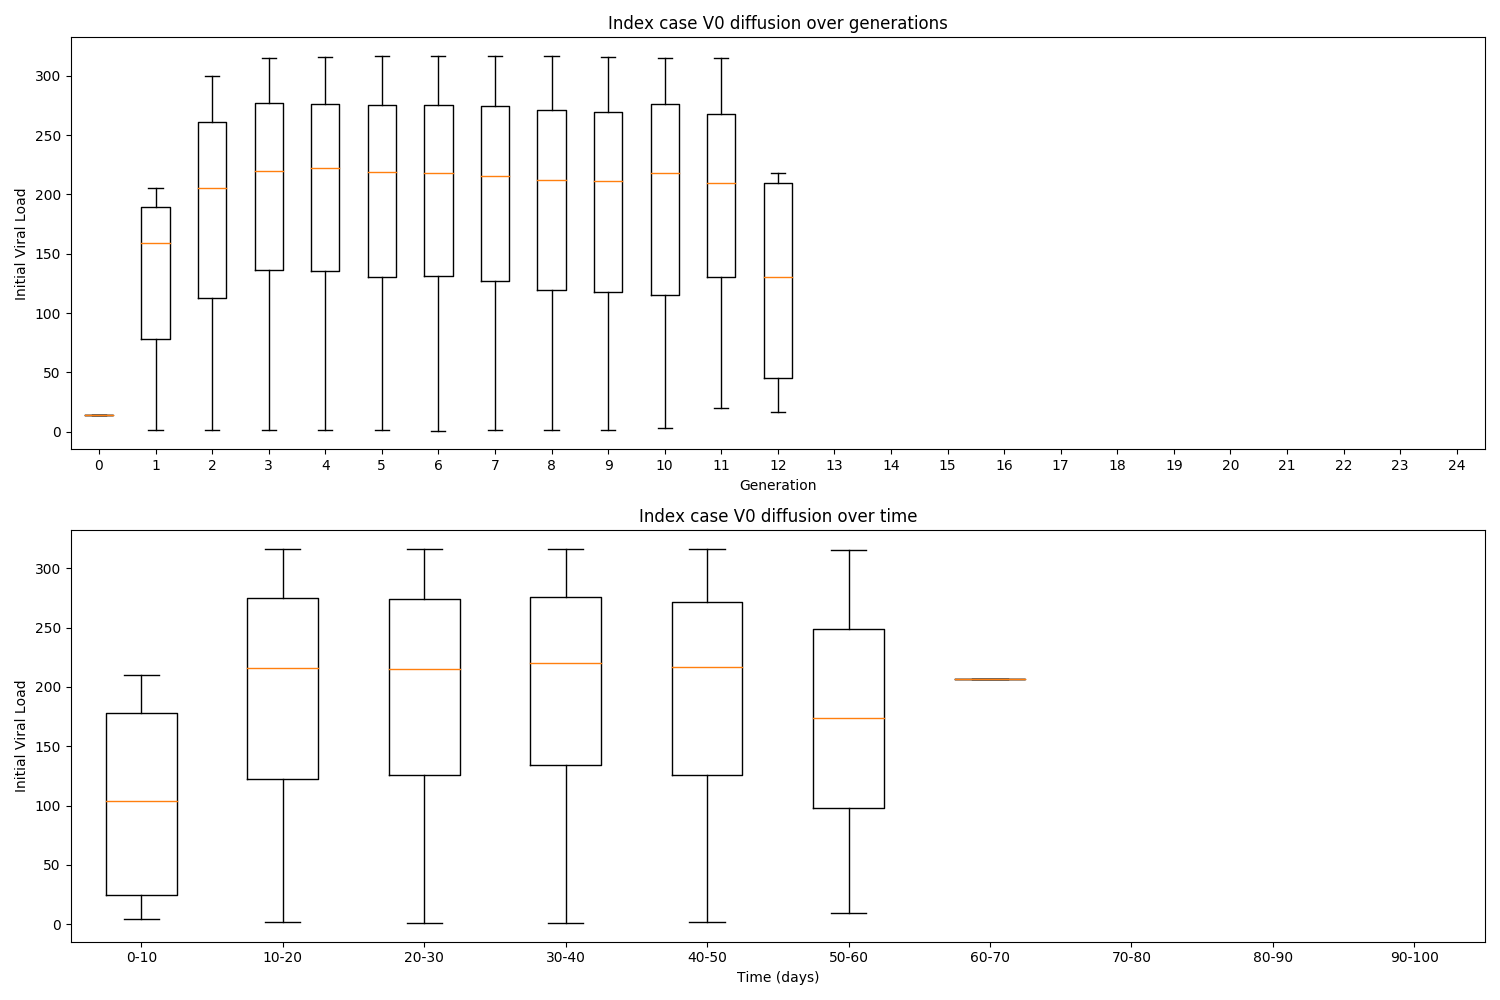 Index case V0 diffusion over generations
Initial Viral Load
300
250
200
150
100
50
0
0 1 2 3 4 5 6 7 8 9 10 11 12 13 14 15 16 17 18 19 20 21 22 23 24
Generation
Index case V0 diffusion over time
Initial Viral Load
300
250
200
150
100
50
0
0-10 10-20 20-30 30-40 40-50 50-60 60-70 70-80 80-90 90-100
Time (days)